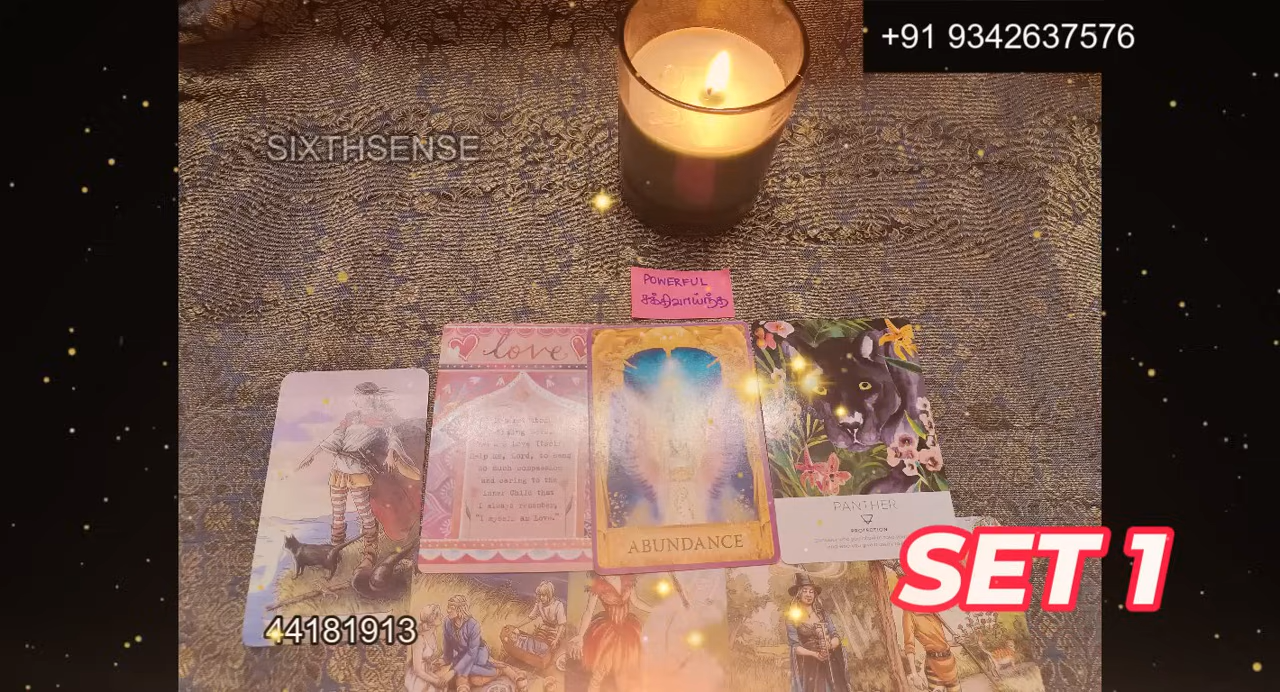 +91 9342637576
SIXTHSENSE
POWERFUL
சக்திவாய்ந்த
love
help me, Lord, to send
so much compassion
and caring to the
inner Child that
I always remember,
"I myself am Love."
ABUNDANCE
PANTHER
PROTECTION
SET 1
44181913